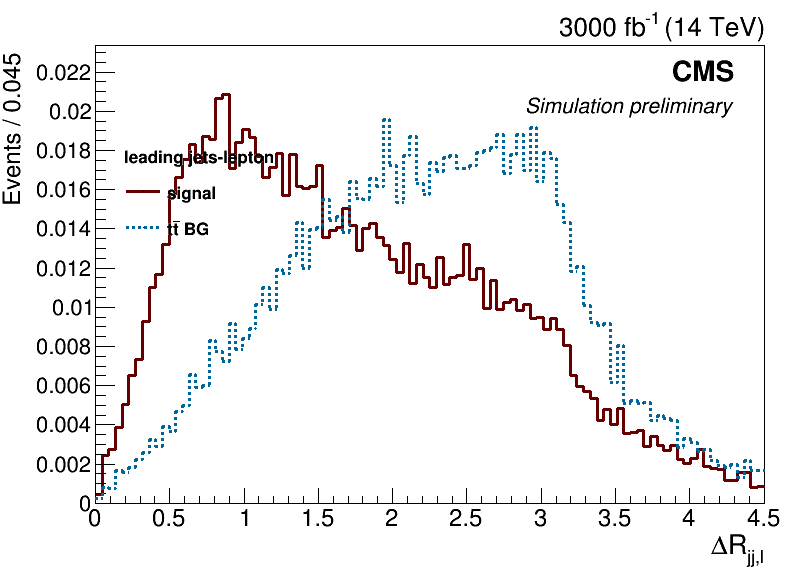 3000 fb⁻¹ (14 TeV)
CMS
Simulation preliminary
Events / 0.045
0.022
0.02
0.018
0.016
0.014
0.012
0.01
0.008
0.006
0.004
0.002
0
leading jets-lepton
signal
tt̅ BG
0 0.5 1 1.5 2 2.5 3 3.5 4 4.5
ΔR_jj,l